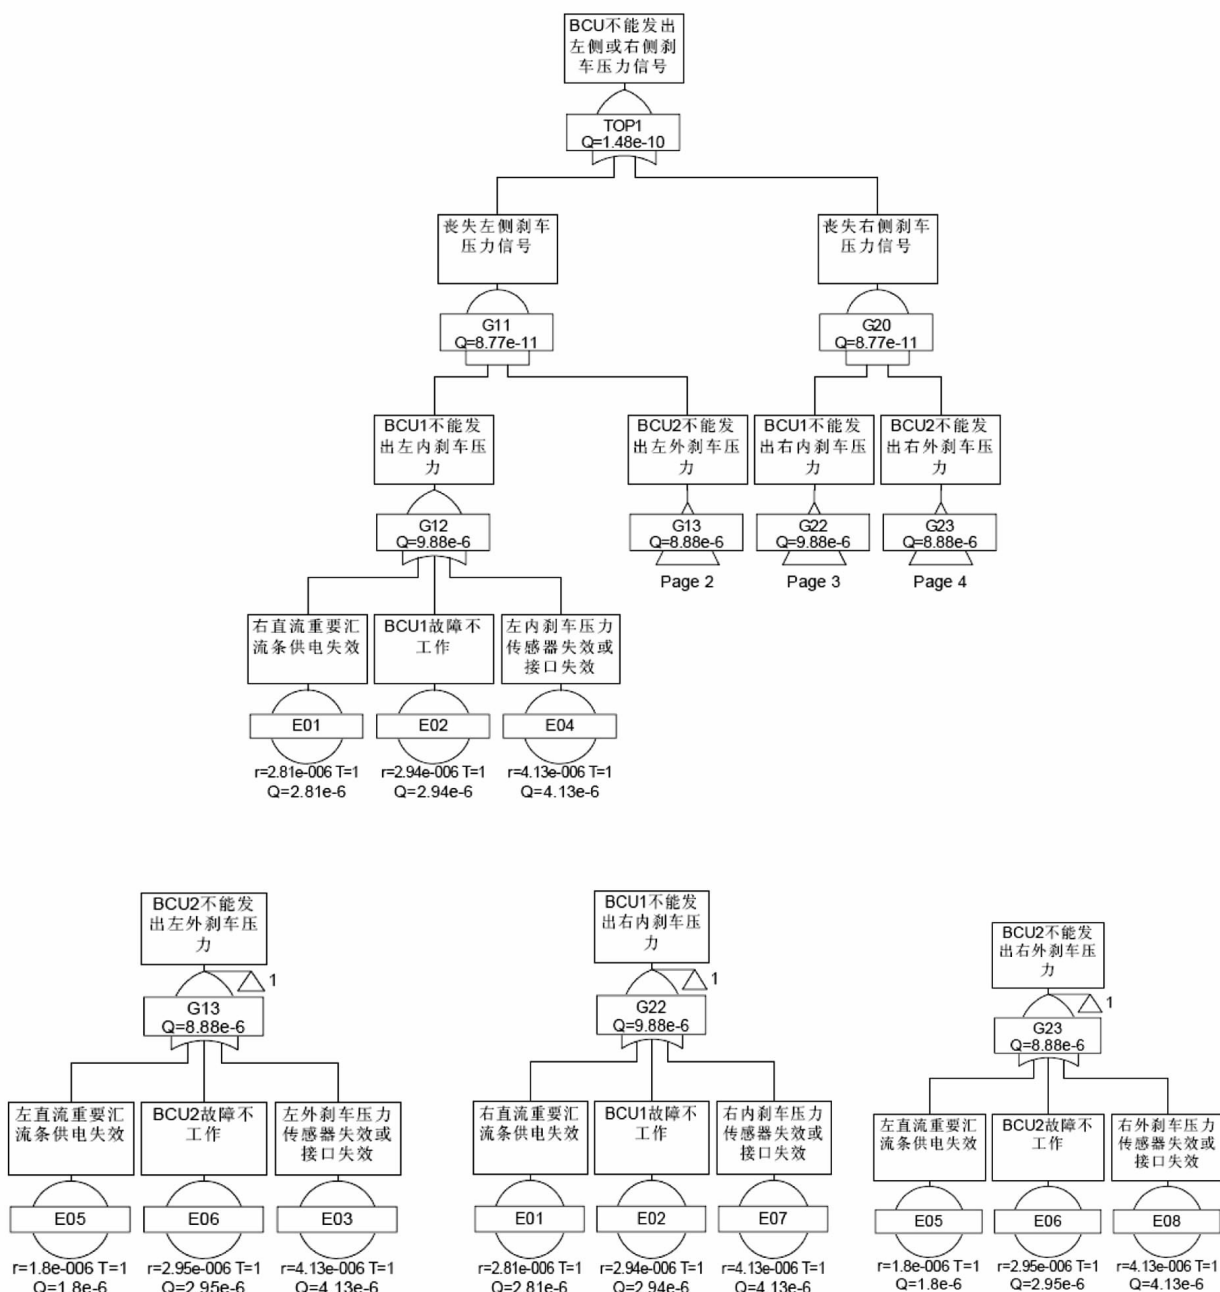 BCU不能发出
左侧或右侧刹
车压力信号
TOP1
Q=1.48e-10
丧失左侧刹车
压力信号
G11
Q=8.77e-11
丧失右侧刹车
压力信号
G20
Q=8.77e-11
BCU1不能发
出左内刹车压
力
G12
Q=9.88e-6
BCU2不能发
出左外刹车压
力
G13
Q=8.88e-6
Page 2
BCU1不能发
出右内刹车压
力
G22
Q=9.88e-6
Page 3
BCU2不能发
出右外刹车压
力
G23
Q=8.88e-6
Page 4
右直流重要汇
流条供电失效
E01
r=2.81e-006 T=1
Q=2.81e-6
BCU1故障不
工作
E02
r=2.94e-006 T=1
Q=2.94e-6
左内刹车压力
传感器失效或
接口失效
E04
r=4.13e-006 T=1
Q=4.13e-6
BCU2不能发
出左外刹车压
力
1
G13
Q=8.88e-6
左直流重要汇
流条供电失效
E05
r=1.8e-006 T=1
Q=1.8e-6
BCU2故障不
工作
E06
r=2.95e-006 T=1
Q=2.95e-6
左外刹车压力
传感器失效或
接口失效
E03
r=4.13e-006 T=1
Q=4.13e-6
BCU1不能发
出右内刹车压
力
1
G22
Q=9.88e-6
右直流重要汇
流条供电失效
E01
r=2.81e-006 T=1
Q=2.81e-6
BCU1故障不
工作
E02
r=2.94e-006 T=1
Q=2.94e-6
右内刹车压力
传感器失效或
接口失效
E07
r=4.13e-006 T=1
Q=4.13e-6
BCU2不能发
出右外刹车压
力
1
G23
Q=8.88e-6
左直流重要汇
流条供电失效
E05
r=1.8e-006 T=1
Q=1.8e-6
BCU2故障不
工作
E06
r=2.95e-006 T=1
Q=2.95e-6
右外刹车压力
传感器失效或
接口失效
E08
r=4.13e-006 T=1
Q=4.13e-6